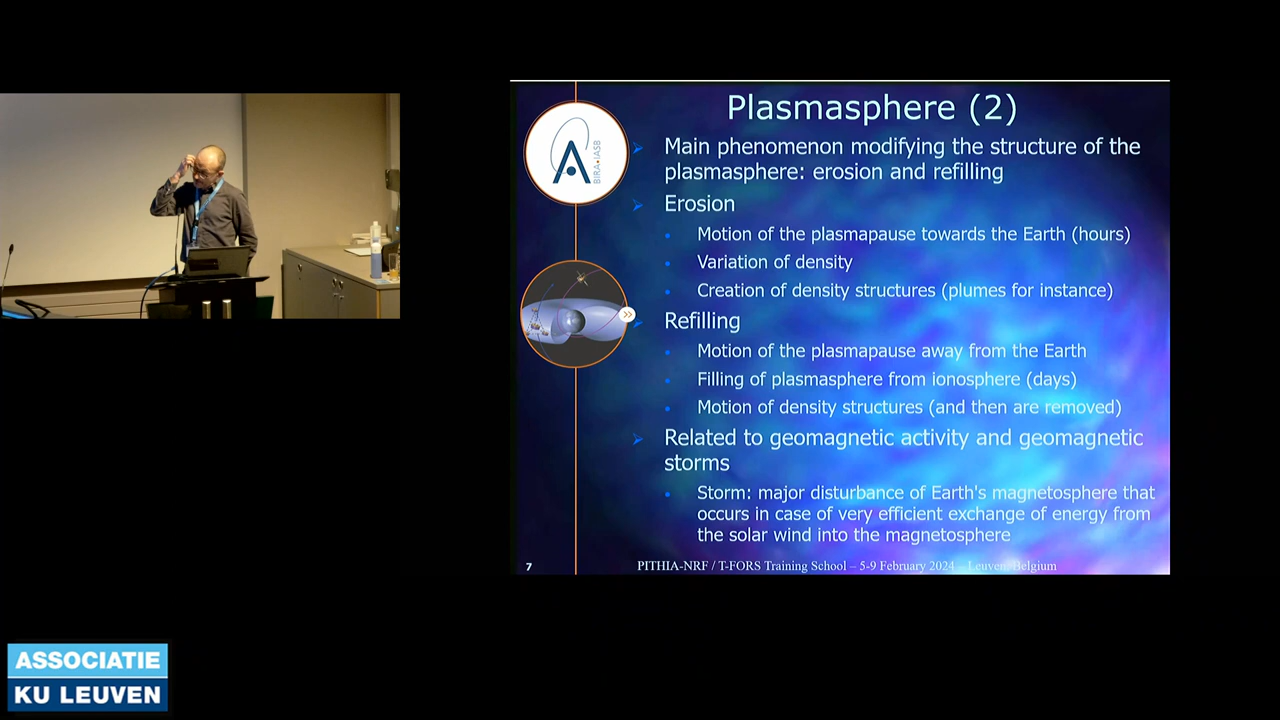 Plasmasphere (2)
Main phenomenon modifying the structure of the
plasmasphere: erosion and refilling
Erosion
Motion of the plasmapause towards the Earth (hours)
Variation of density
Creation of density structures (plumes for instance)
Refilling
Motion of the plasmapause away from the Earth
Filling of plasmasphere from ionosphere (days)
Motion of density structures (and then are removed)
Related to geomagnetic activity and geomagnetic
storms
Storm: major disturbance of Earth's magnetosphere that
occurs in case of very efficient exchange of energy from
the solar wind into the magnetosphere
BIRA•IASB
7
PITHIA-NRF / T-FORS Training School – 5-9 February 2024 – Leuven, Belgium
ASSOCIATIE
KU LEUVEN